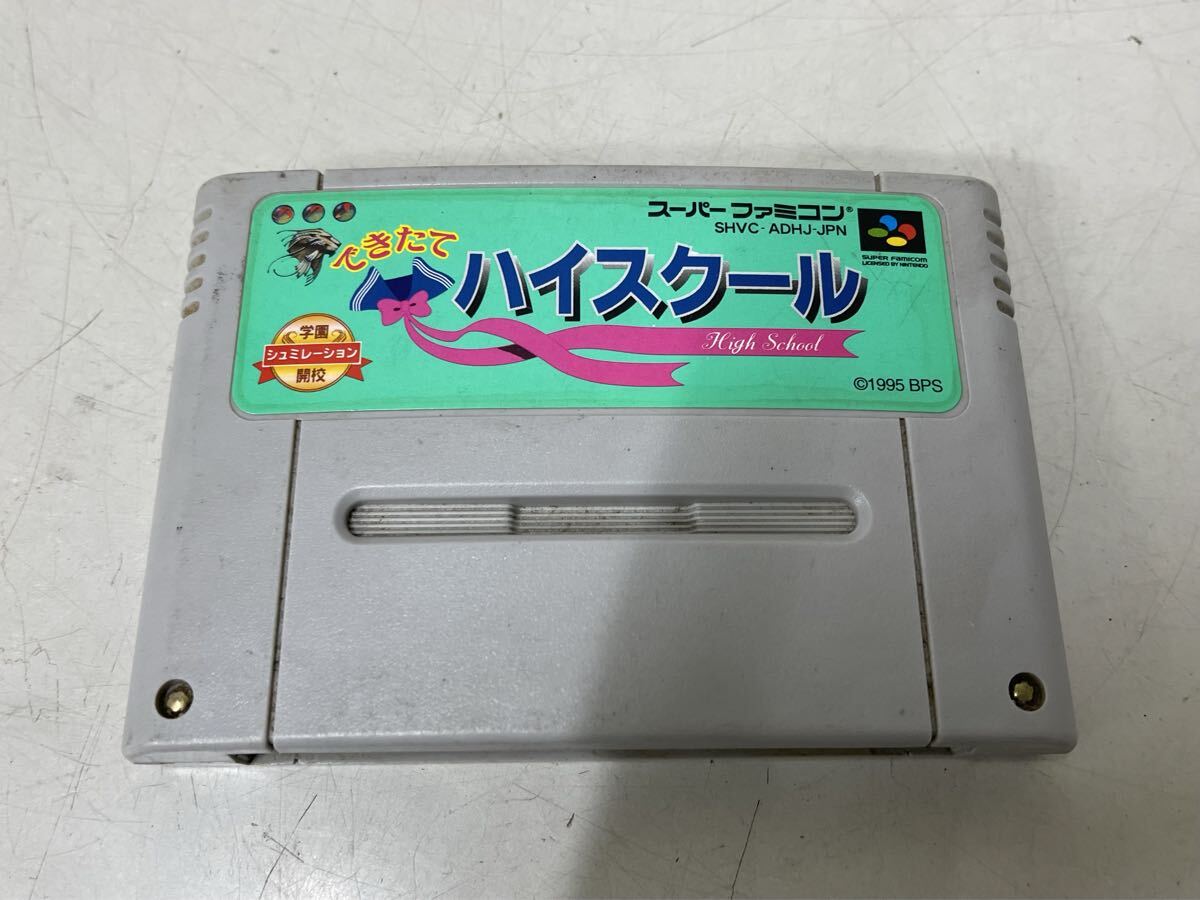 スーパーファミコン®
SHVC-ADHJ-JPN
SUPER FAMICOM
LICENSED BY NINTENDO
できたて
ハイスクール
High School
学園
シュミレーション
開校
©1995 BPS